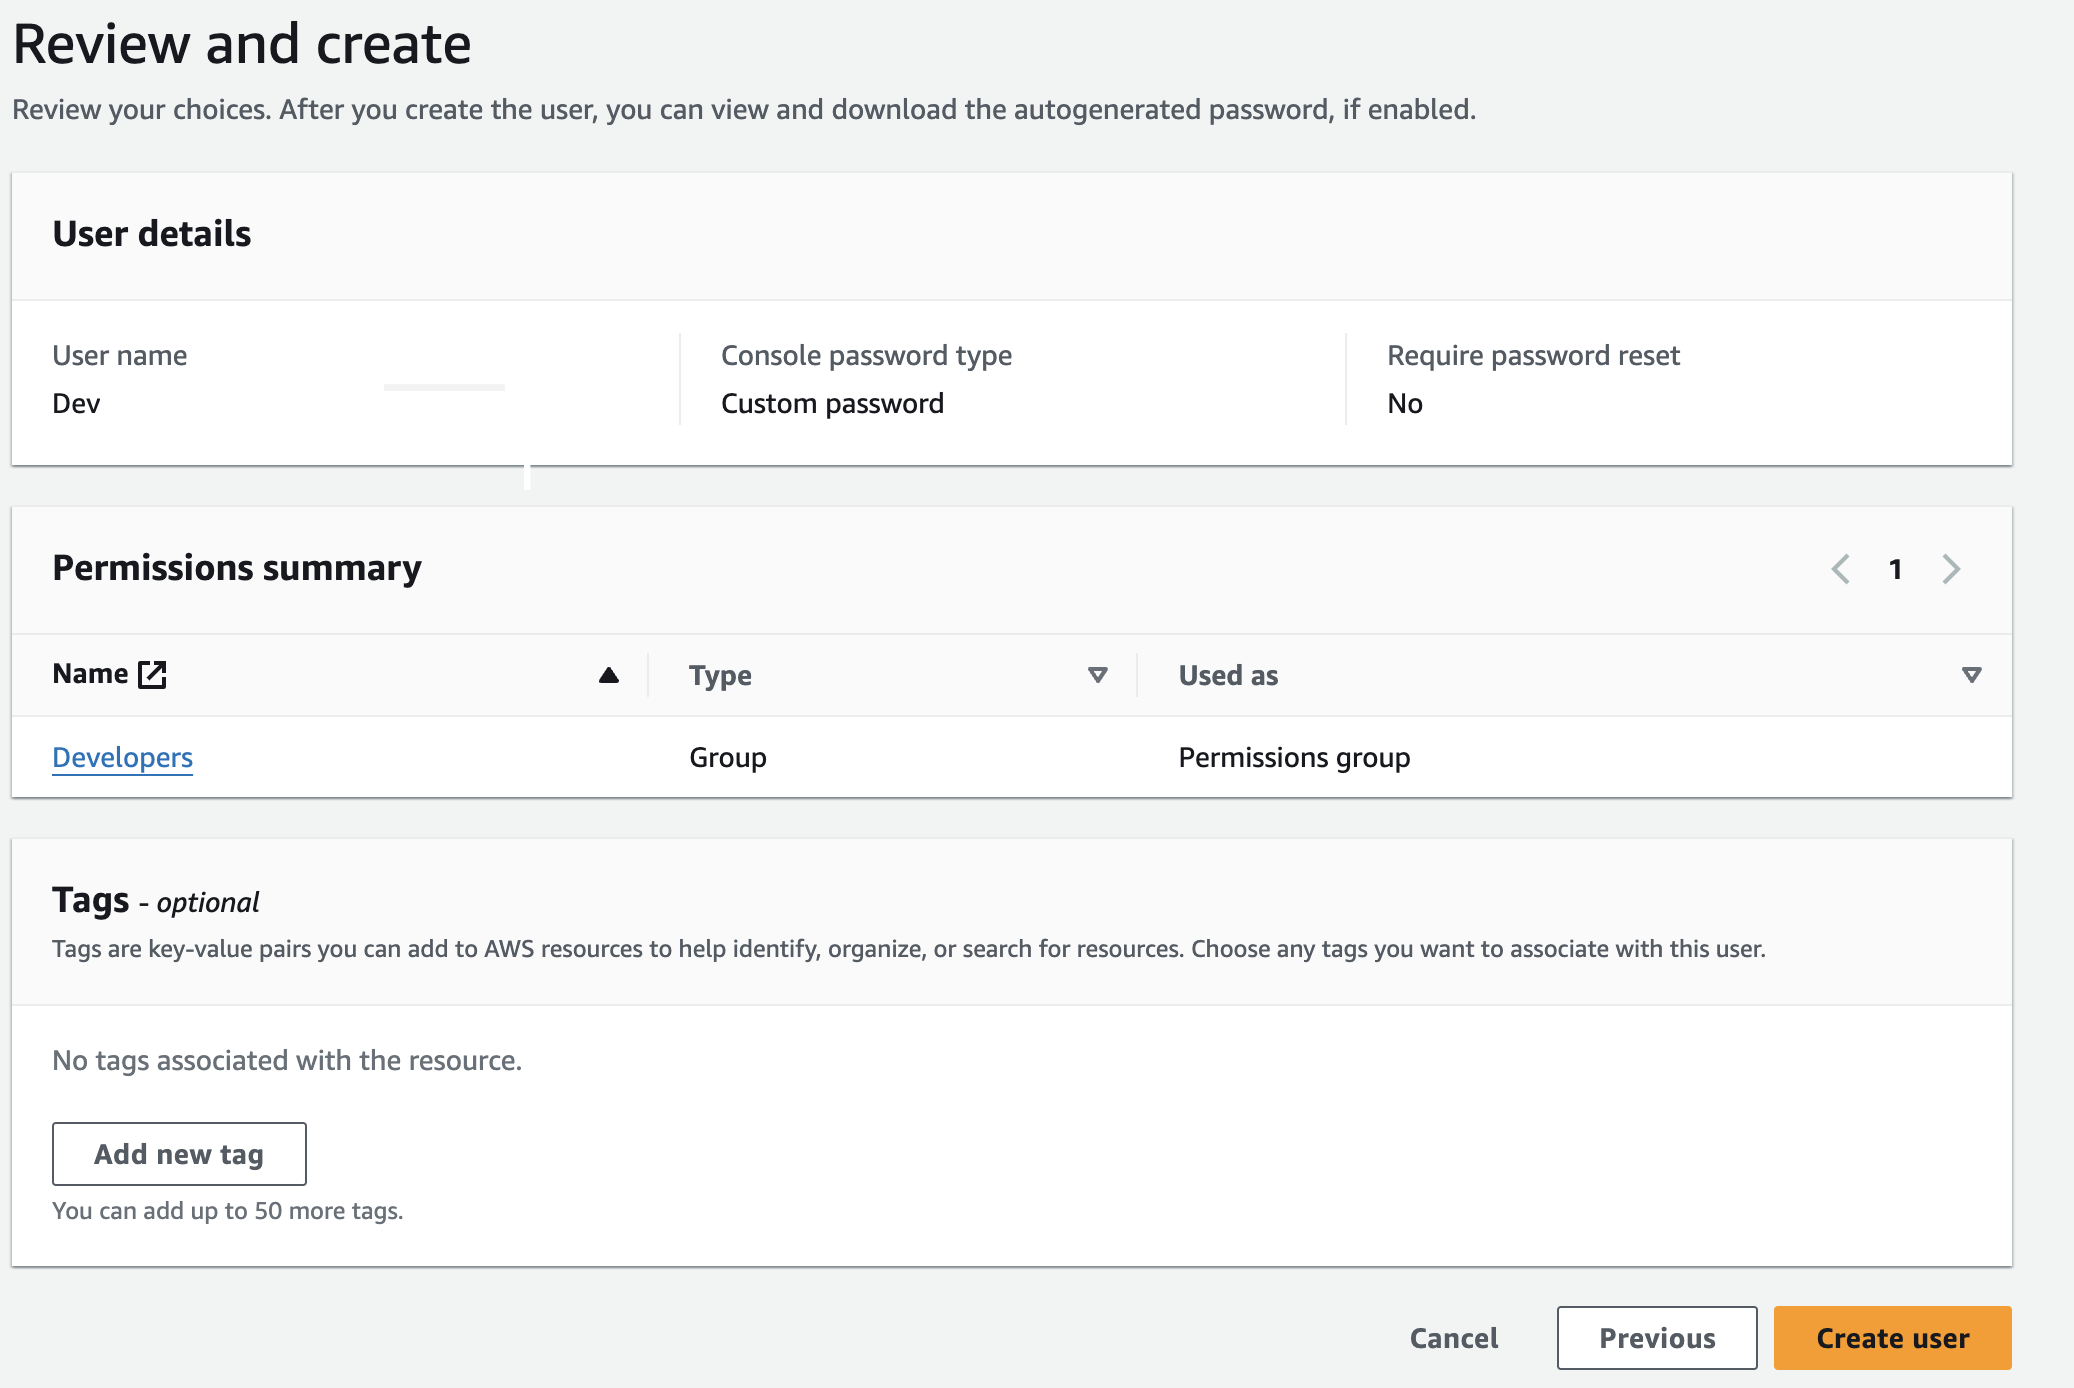 Review and create
Review your choices. After you create the user, you can view and download the autogenerated password, if enabled.
User details
User name
Dev
Console password type
Custom password
Require password reset
No
Permissions summary
1
Name Type Used as
Developers Group Permissions group
Tags - optional
Tags are key-value pairs you can add to AWS resources to help identify, organize, or search for resources. Choose any tags you want to associate with this user.
No tags associated with the resource.
Add new tag
You can add up to 50 more tags.
Cancel Previous Create user